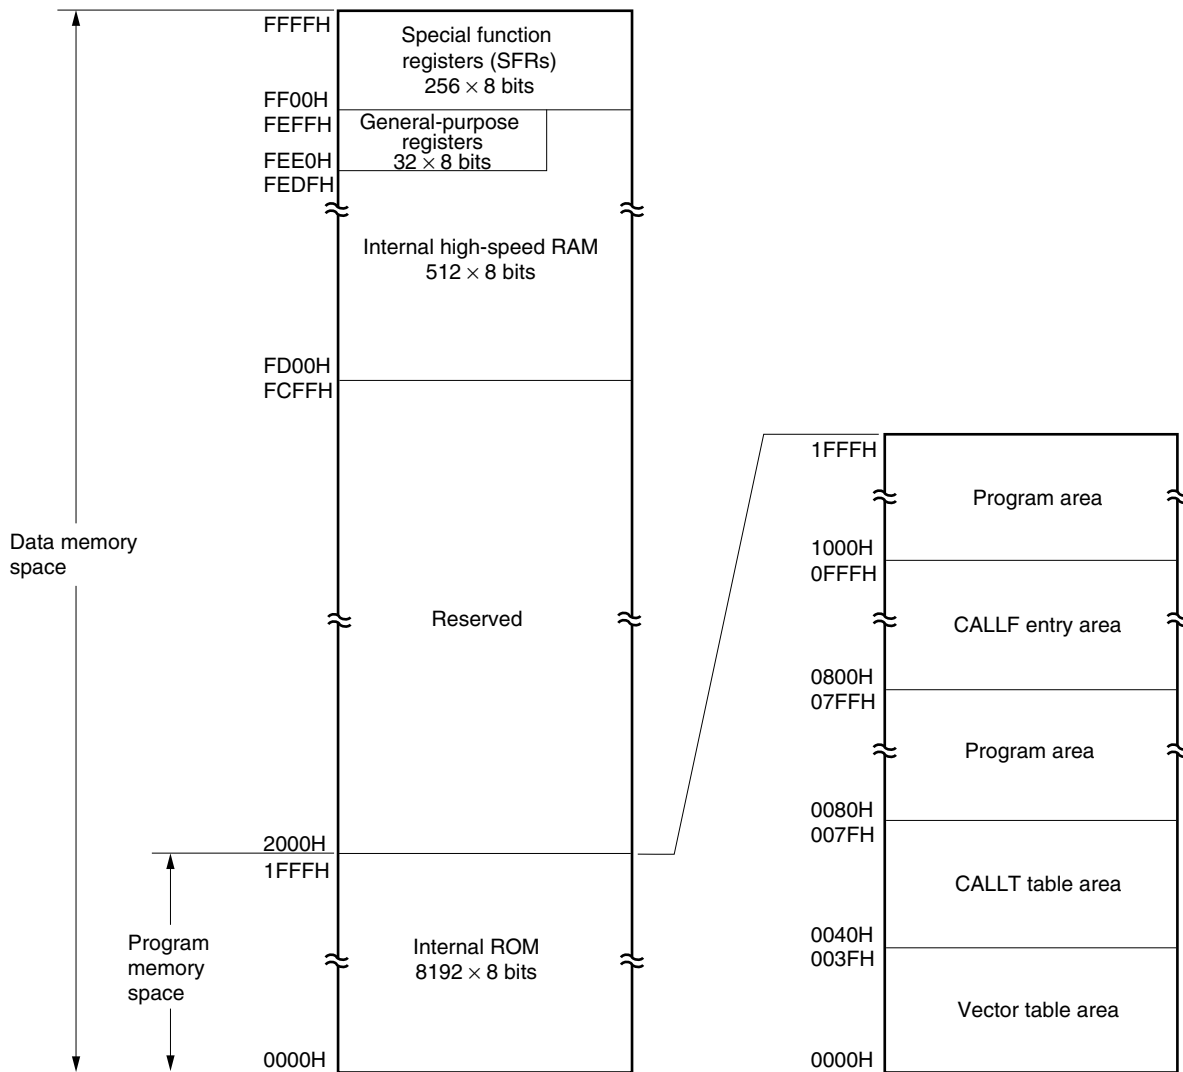 FFFFH
Special function
registers (SFRs)
256 × 8 bits
FF00H
FEFFH
General-purpose
registers
32 × 8 bits
FEE0H
FEDFH
Internal high-speed RAM
512 × 8 bits
FD00H
FCFFH
Data memory
space
Reserved
2000H
1FFFH
Program
memory
space
Internal ROM
8192 × 8 bits
0000H
1FFFH
Program area
1000H
0FFFH
CALLF entry area
0800H
07FFH
Program area
0080H
007FH
CALLT table area
0040H
003FH
Vector table area
0000H